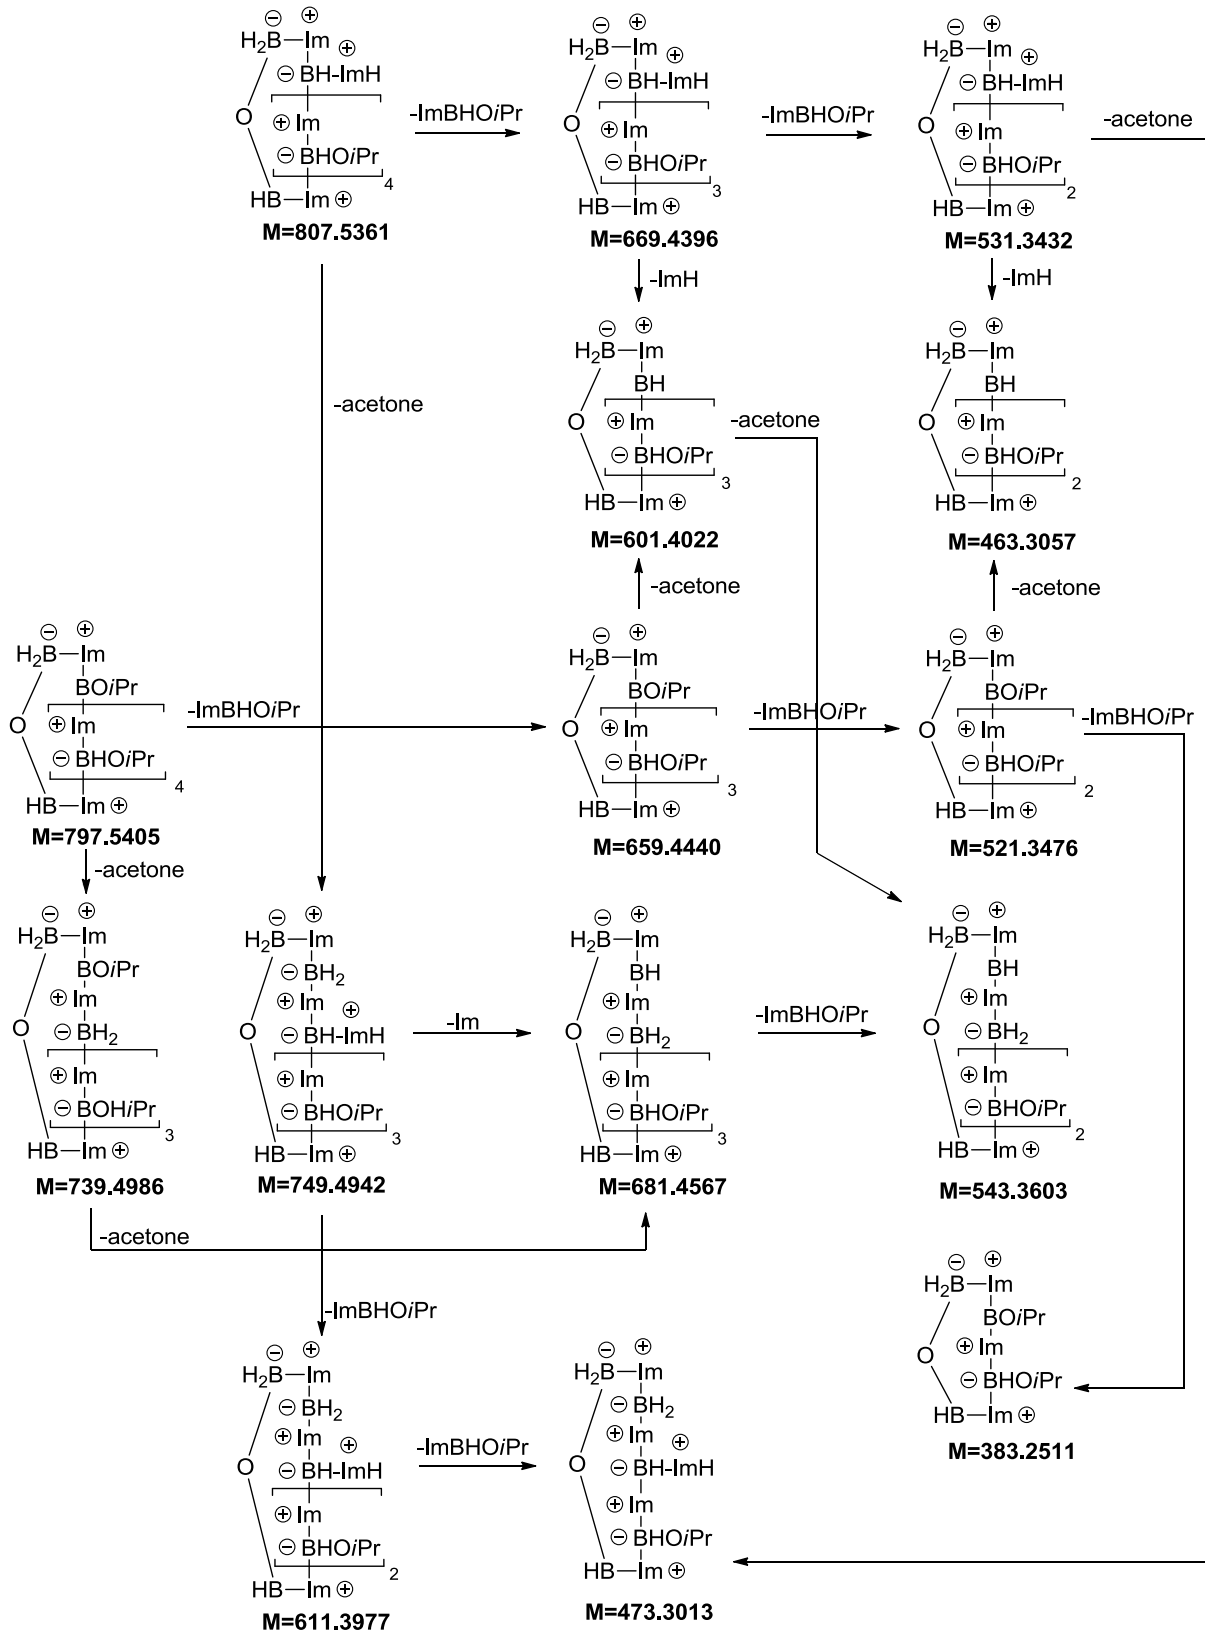 ⊖ ⊕
H2B—Im ⊕
⊖ BH-ImH
O ⊕ Im
⊖ BHOiPr
4
HB—Im ⊕
M=807.5361
-ImBHOiPr
⊖ ⊕
H2B—Im ⊕
⊖ BH-ImH
O ⊕ Im
⊖ BHOiPr
3
HB—Im ⊕
M=669.4396
-ImBHOiPr
⊖ ⊕
H2B—Im ⊕
⊖ BH-ImH
O ⊕ Im
⊖ BHOiPr
2
HB—Im ⊕
M=531.3432
-acetone
-acetone
-ImH
-ImH
⊖ ⊕
H2B—Im
BH
O ⊕ Im
⊖ BHOiPr
3
HB—Im ⊕
M=601.4022
-acetone
⊖ ⊕
H2B—Im
BH
O ⊕ Im
⊖ BHOiPr
2
HB—Im ⊕
M=463.3057
-acetone
-acetone
⊖ ⊕
H2B—Im
BOiPr
O ⊕ Im
⊖ BHOiPr
4
HB—Im ⊕
M=797.5405
-ImBHOiPr
⊖ ⊕
H2B—Im
BOiPr
O ⊕ Im
⊖ BHOiPr
3
HB—Im ⊕
M=659.4440
-ImBHOiPr
⊖ ⊕
H2B—Im
BOiPr
O ⊕ Im
⊖ BHOiPr
2
HB—Im ⊕
M=521.3476
-ImBHOiPr
-acetone
⊖ ⊕
H2B—Im
BOiPr
⊕ Im
O
⊖ BH2
⊕ Im
⊖ BOHiPr
3
HB—Im ⊕
M=739.4986
⊖ ⊕
H2B—Im
⊖ BH2
⊕ Im ⊕
O ⊖ BH-ImH
⊕ Im
⊖ BHOiPr
3
HB—Im ⊕
M=749.4942
-Im
⊖ ⊕
H2B—Im
BH
⊕ Im
O ⊖ BH2
⊕ Im
⊖ BHOiPr
3
HB—Im ⊕
M=681.4567
-ImBHOiPr
⊖ ⊕
H2B—Im
BH
⊕ Im
O ⊖ BH2
⊕ Im
⊖ BHOiPr
2
HB—Im ⊕
M=543.3603
-acetone
-ImBHOiPr
⊖ ⊕
H2B—Im
BOiPr
⊕ Im
O
⊖ BHOiPr
HB—Im ⊕
M=383.2511
⊖ ⊕
H2B—Im
⊖ BH2
⊕ Im ⊕
O ⊖ BH-ImH
⊕ Im
⊖ BHOiPr
2
HB—Im ⊕
M=611.3977
-ImBHOiPr
⊖ ⊕
H2B—Im
⊖ BH2
⊕ Im ⊕
O ⊖ BH-ImH
⊕ Im
⊖ BHOiPr
HB—Im ⊕
M=473.3013